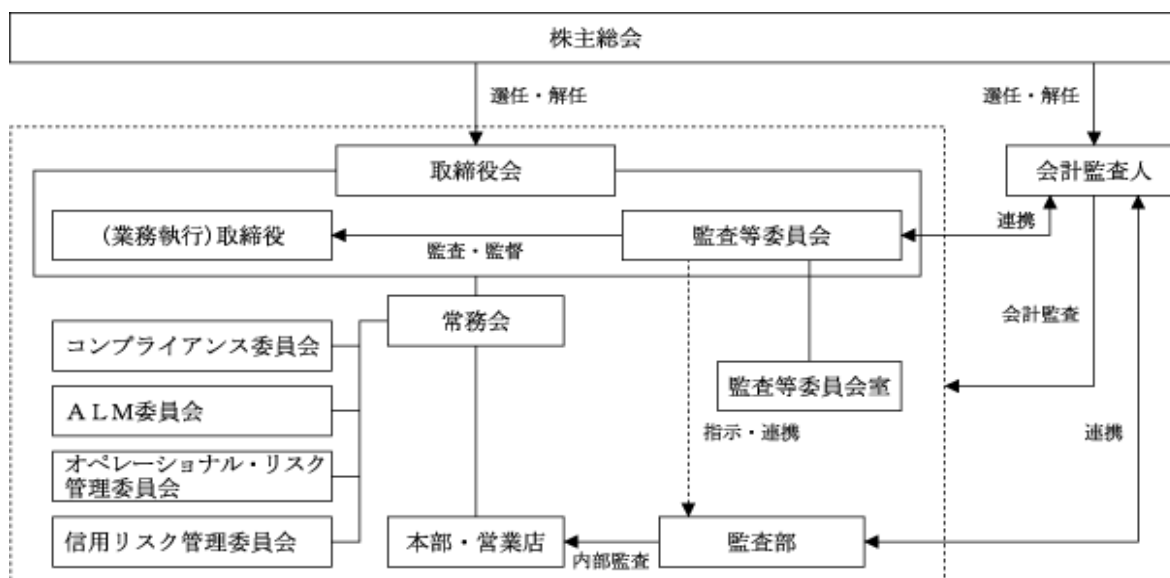 株主総会
選任・解任
選任・解任
取締役会
会計監査人
(業務執行)取締役
監査・監督
監査等委員会
連携
常務会
会計監査
コンプライアンス委員会
監査等委員会室
ALM委員会
指示・連携
連携
オペレーショナル・リスク
管理委員会
信用リスク管理委員会
本部・営業店
内部監査
監査部